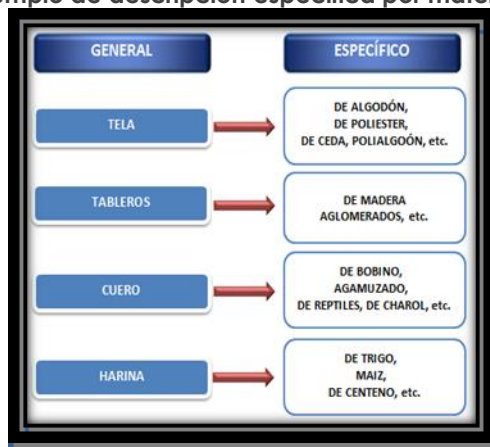 GENERAL
ESPECÍFICO
TELA
DE ALGODÓN,
DE POLIESTER,
DE CEDA, POLIALGOÓN, etc.
TABLEROS
DE MADERA
AGLOMERADOS, etc.
CUERO
DE BOBINO,
AGAMUZADO,
DE REPTILES, DE CHAROL, etc.
HARINA
DE TRIGO,
MAIZ,
DE CENTENO, etc.